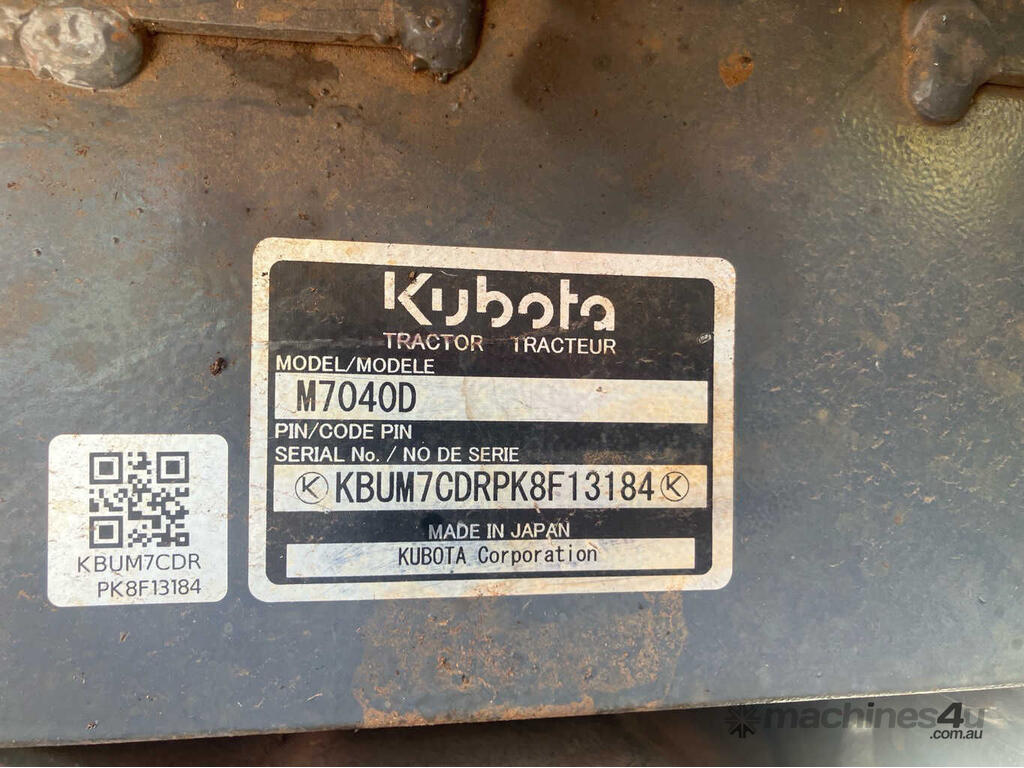 Kubota
TRACTOR TRACTEUR
MODEL/MODELE
M7040D
PIN/CODE PIN
SERIAL No. / NO DE SERIE
K KBUM7CDRPK8F13184 K
MADE IN JAPAN
KUBOTA Corporation
KBUM7CDR
PK8F13184
machines4u
.com.au